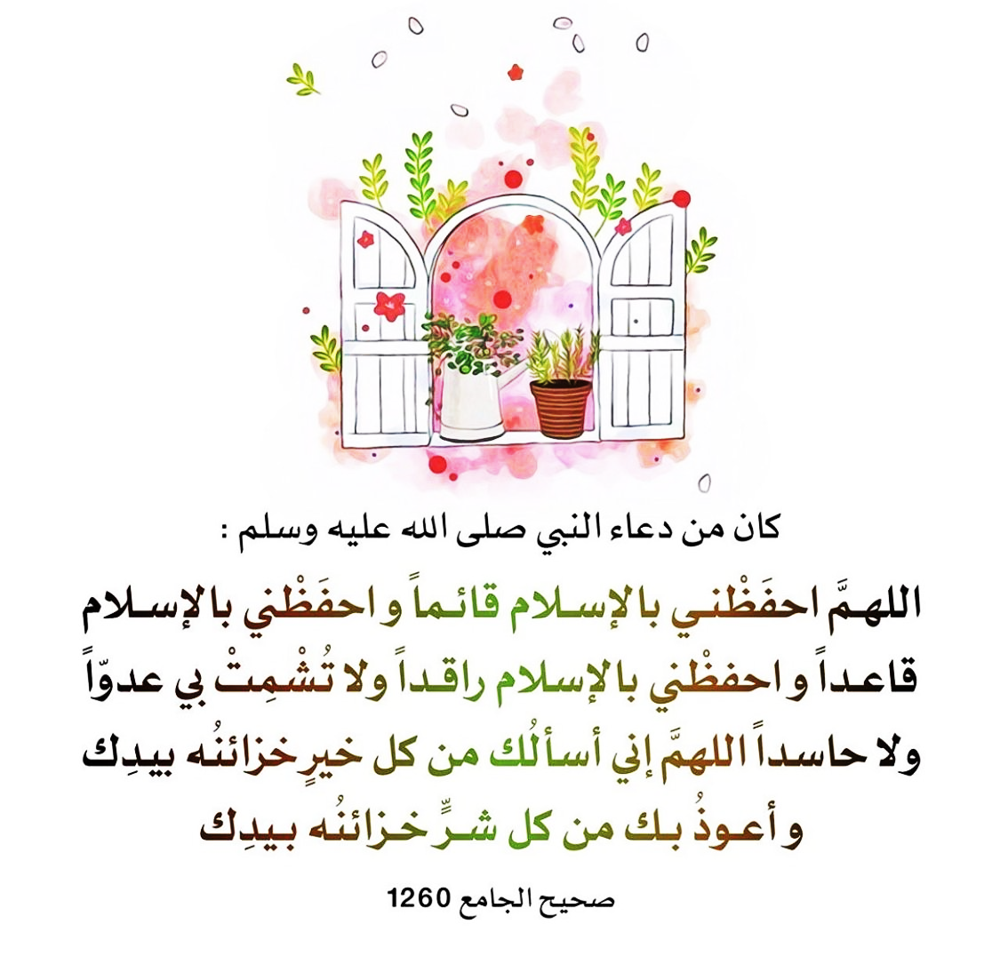 كان من دعاء النبي صلى الله عليه وسلم :
اللهمَّ احفَظْني بالإسلام قائماً واحفَظْني بالإسلام
قاعداً واحفظْني بالإسلام راقداً ولا تُشْمِتْ بي عدوّاً
ولا حاسداً اللهمَّ إني أسألُك من كل خيرٍ خزائنُه بيدِك
وأعوذُ بك من كل شرٍّ خزائنُه بيدِك
صحيح الجامع 1260